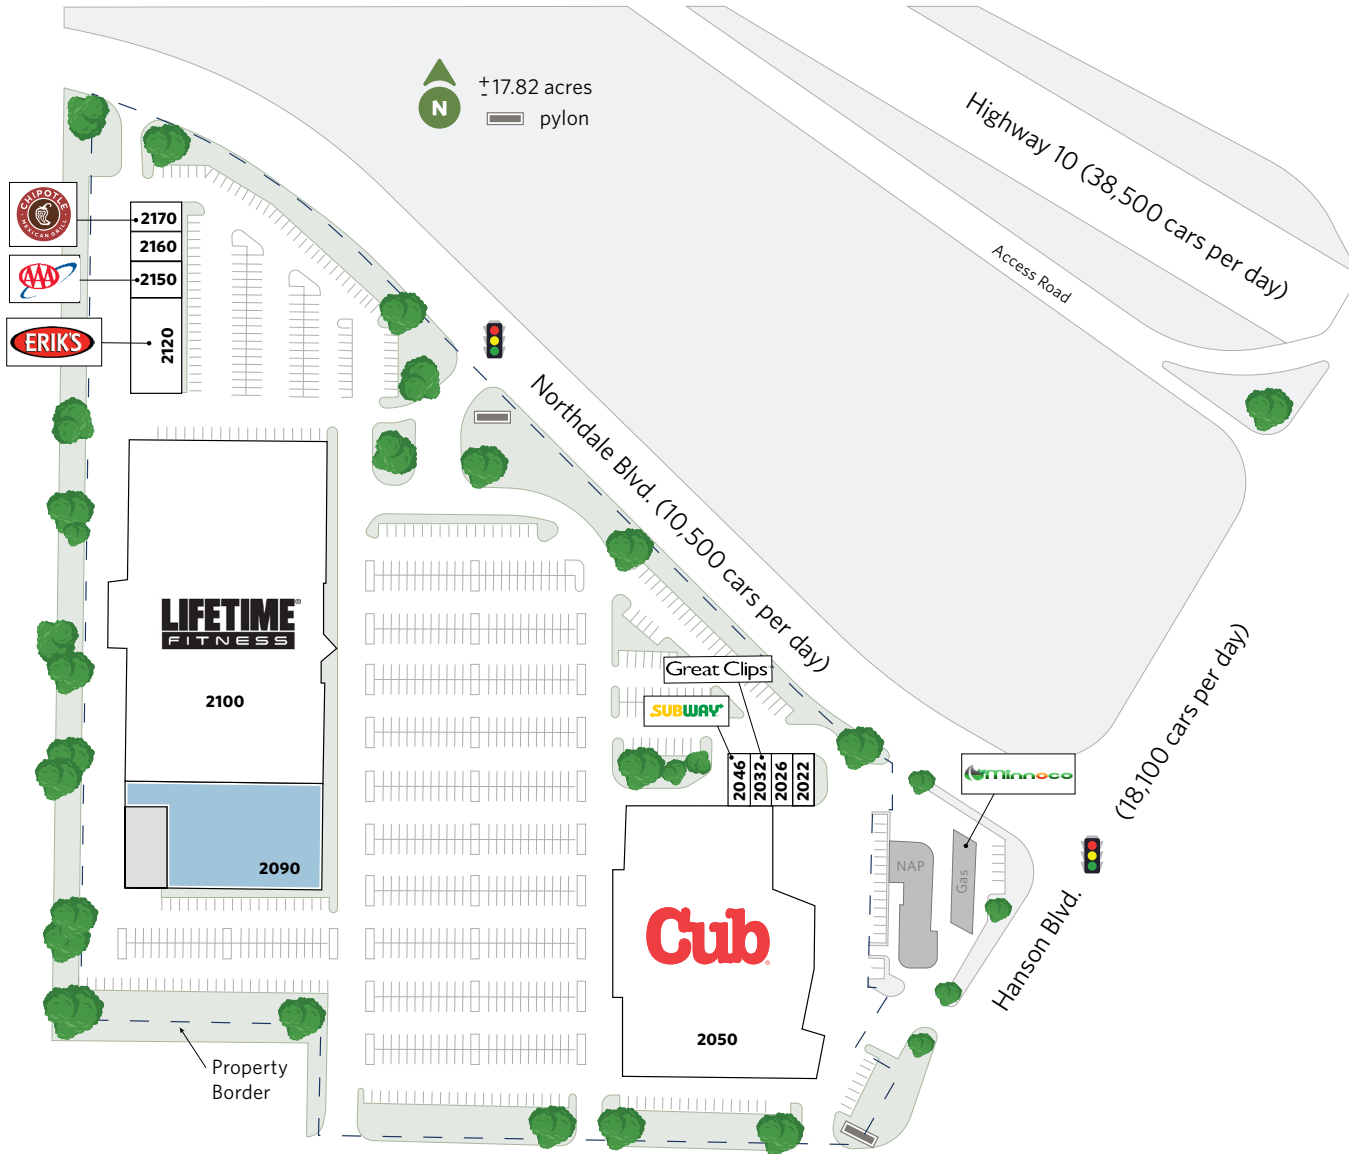 +
- 17.82 acres
N
pylon
Highway 10 (38,500 cars per day)
Access Road
CHIPOTLE
MEXICAN GRILL
2170
2160
AAA
2150
ERIK'S
2120
Northdale Blvd. (10,500 cars per day)
LIFETIME®
FITNESS
2100
2090
Great Clips
SUBWAY
2046
2032
2026
2022
Minnoco
NAP
Gas
Cub®
2050
Hanson Blvd. (18,100 cars per day)
Property
Border